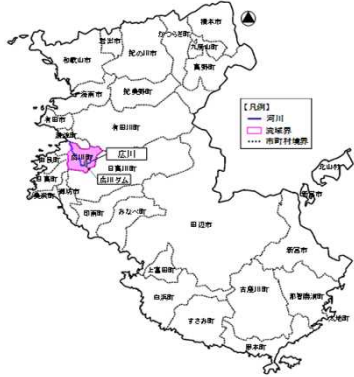 橋本市
かつらぎ町
岩出市
九度山町
紀の川市
高野町
和歌山市
海南市
紀美野町
【凡例】
河川
流域界
市町村境界
有田市
有田川町
湯浅町
広川町
広川
北山村
由良町
日高川町
広川ダム
新宮市
日高町
御坊市
美浜町
印南町
みなべ町
田辺市
新宮市
上富田町
古座川町
那智勝浦町
白浜町
太地町
すさみ町
串本町